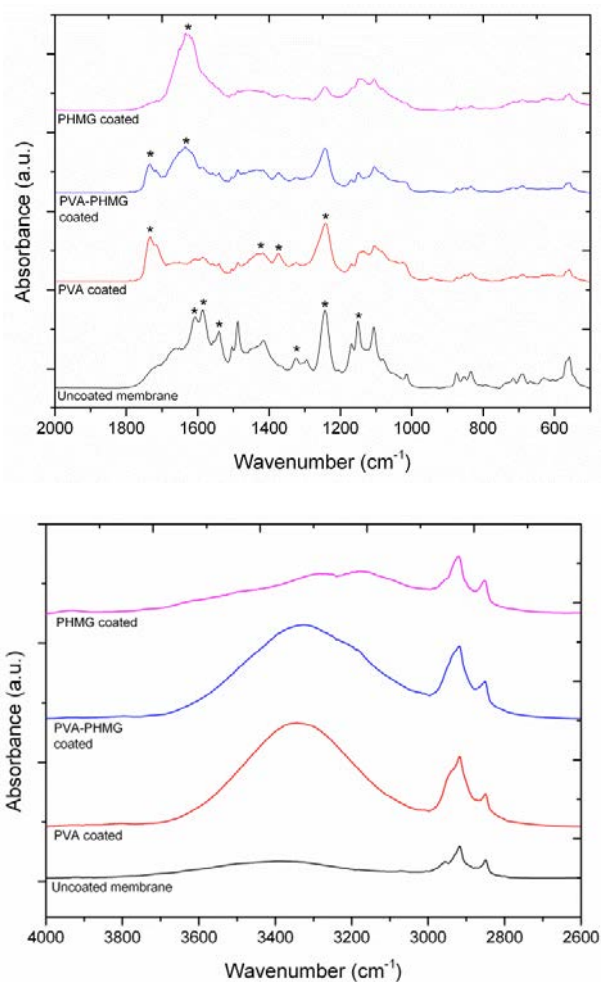 Absorbance (a.u.)
*
PHMG coated
* *
PVA-PHMG
coated
* * * *
PVA coated
* * * * * *
Uncoated membrane
2000 1800 1600 1400 1200 1000 800 600
Wavenumber (cm⁻¹)
Absorbance (a.u.)
PHMG coated
PVA-PHMG
coated
PVA coated
Uncoated membrane
4000 3800 3600 3400 3200 3000 2800 2600
Wavenumber (cm⁻¹)